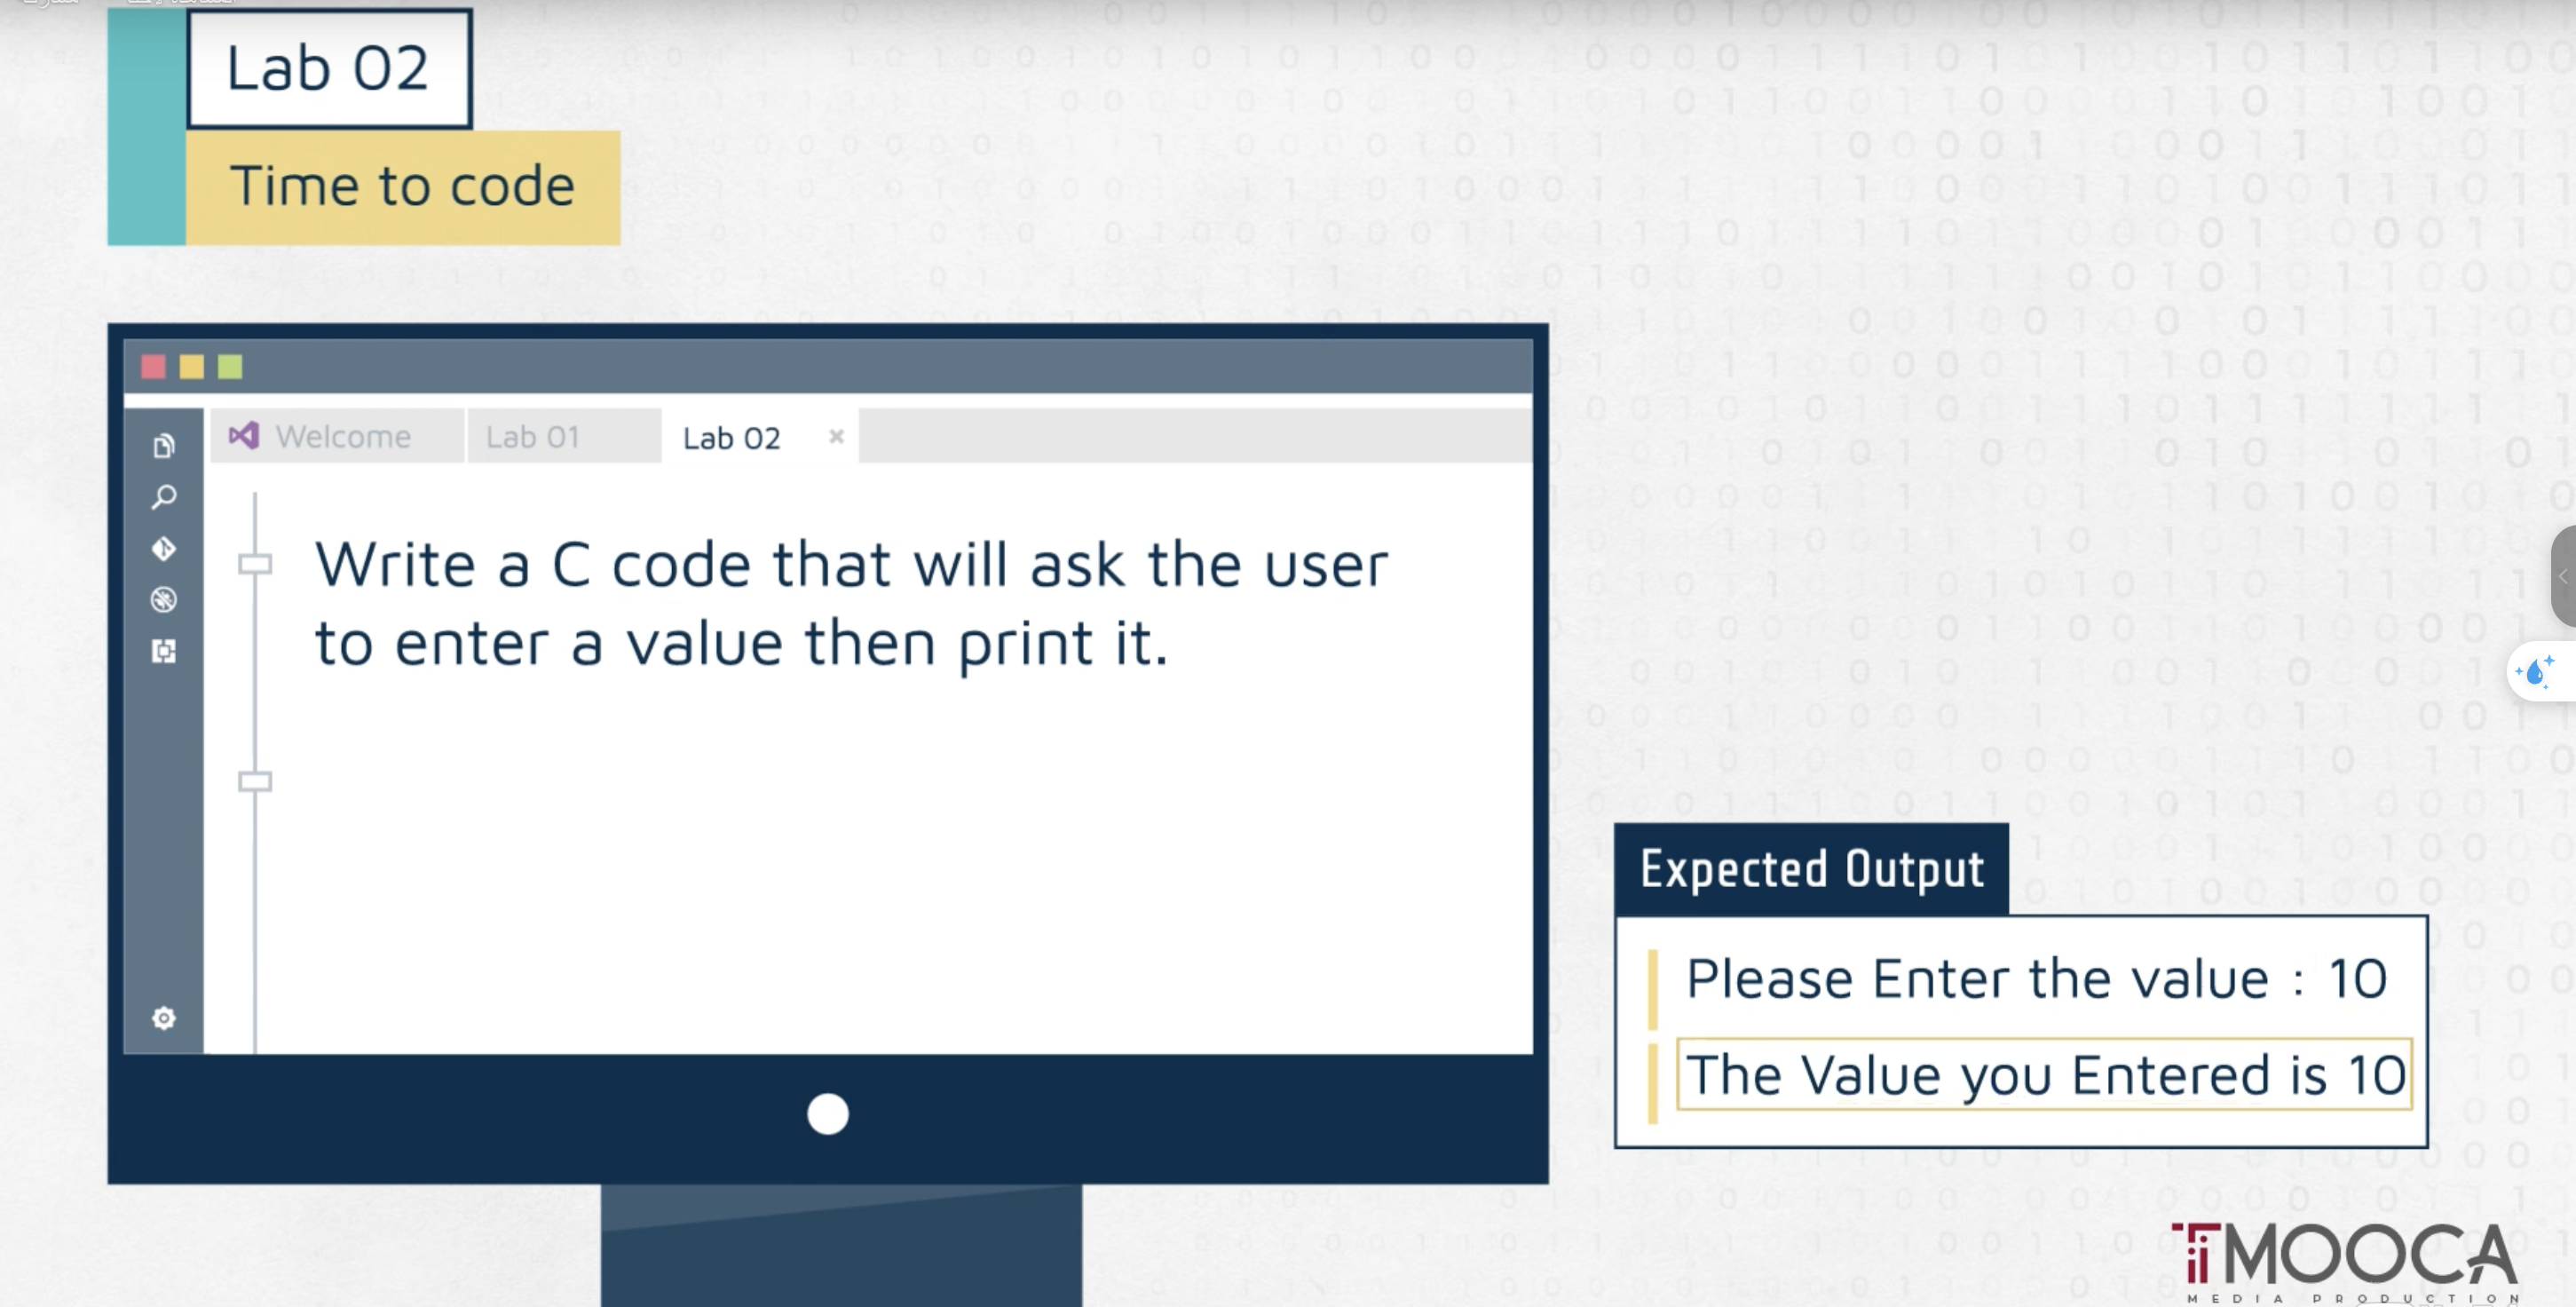 Lab 02
Time to code
Welcome
Lab 01
Lab 02
Write a C code that will ask the user
to enter a value then print it.
Expected Output
Please Enter the value : 10
The Value you Entered is 10
iTiMOOCA
MEDIA PRODUCTION